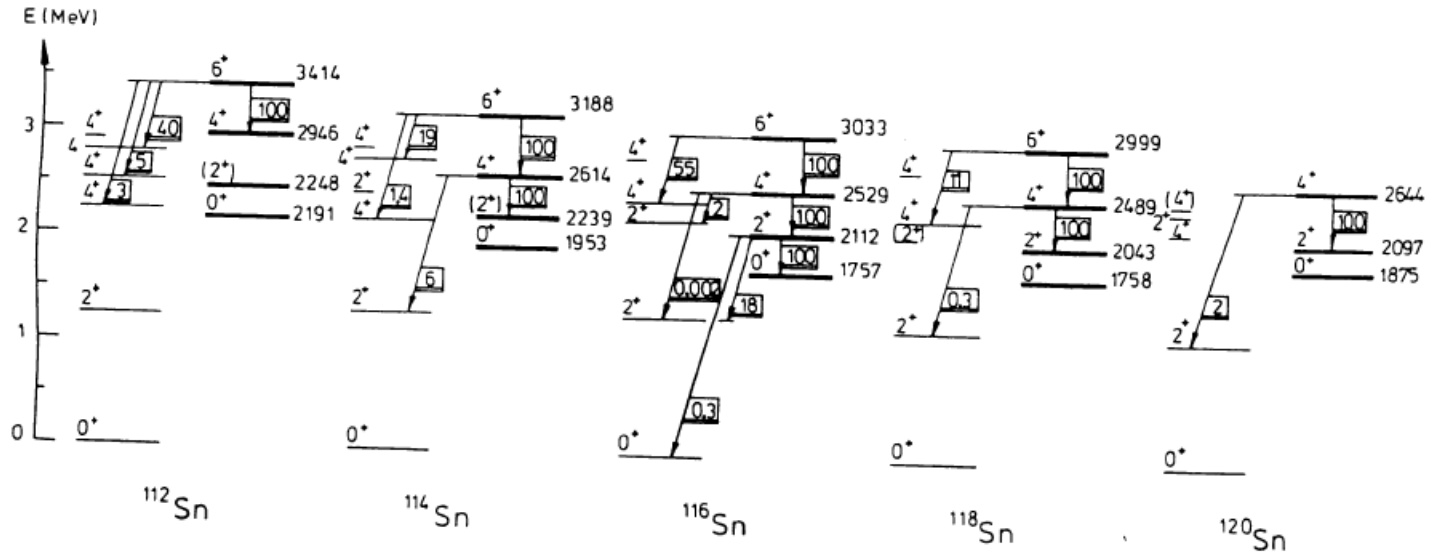 E (MeV)
3
2
1
0
6⁺ 3414
100
4⁺ 40 4⁺ 2946
4
5
4⁺ (2⁺) 2248
4⁺ 3 0⁺ 2191
2⁺
0⁺
¹¹²Sn
6⁺ 3188
4⁺ 19 100
4⁺
4⁺ 2614
2⁺ 14 100
4⁺ (2⁺) 2239
0⁺ 1953
6
2⁺
0⁺
¹¹⁴Sn
6⁺ 3033
4⁺ 55 100
4⁺ 4⁺ 2529
2⁺ 2 100
2⁺ 2112
0⁺ 100 1757
0.002 18
2⁺
0.3
0⁺
¹¹⁶Sn
6⁺ 2999
4⁺ 11 100
4⁺ 2489
4⁺ 100
(2⁺) 2⁺ 2043
0⁺ 1758
0.3
2⁺
0⁺
¹¹⁸Sn
(4⁺) 4⁺ 2644
2⁺ 100
4⁺ 2⁺ 2097
0⁺ 1875
2
2⁺
0⁺
¹²⁰Sn